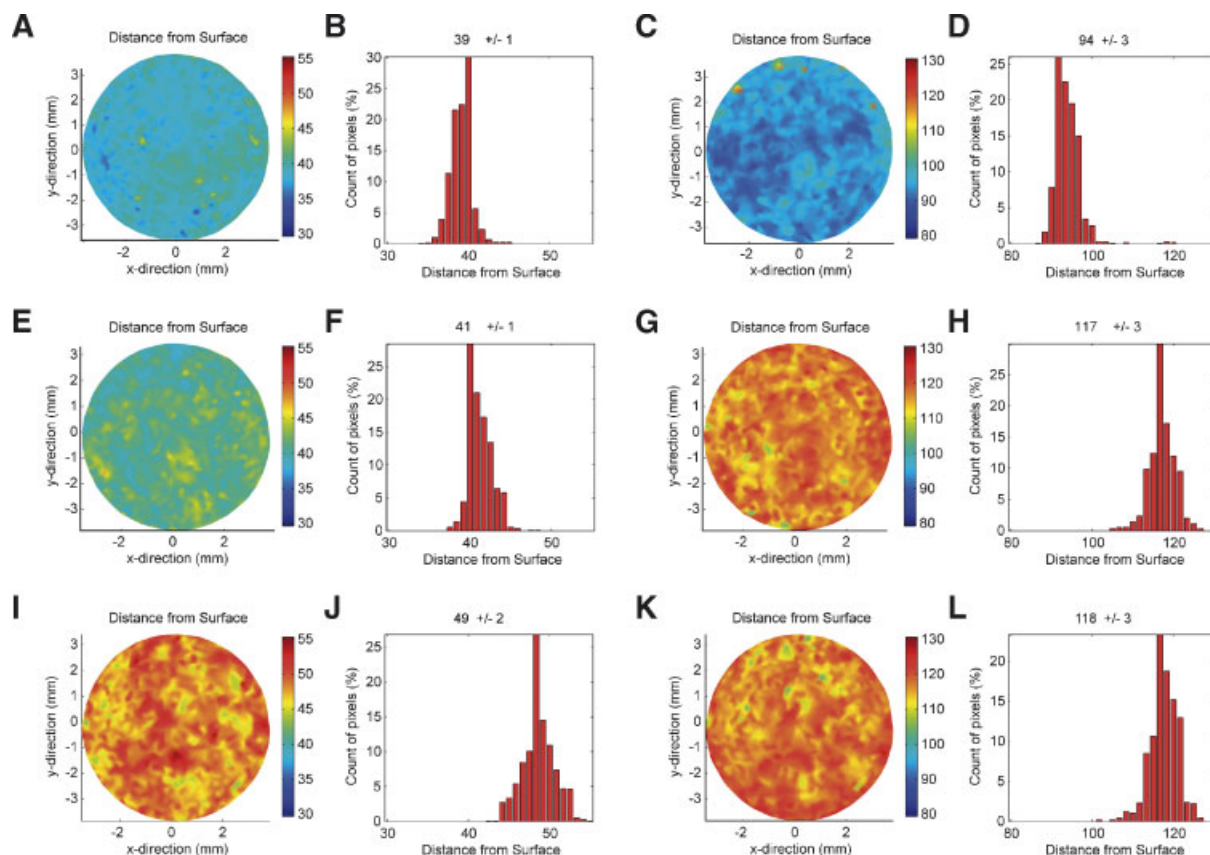 A
Distance from Surface
y-direction (mm)
3
2
1
0
-1
-2
-3
-2 0 2
x-direction (mm)
55
50
45
40
35
30
B
39 +/- 1
Count of pixels (%)
30
25
20
15
10
5
0
30 40 50
Distance from Surface
C
Distance from Surface
y-direction (mm)
3
2
1
0
-1
-2
-3
-2 0 2
x-direction (mm)
130
120
110
100
90
80
D
94 +/- 3
Count of pixels (%)
25
20
15
10
5
0
80 100 120
Distance from Surface
E
Distance from Surface
y-direction (mm)
3
2
1
0
-1
-2
-3
-2 0 2
x-direction (mm)
55
50
45
40
35
30
F
41 +/- 1
Count of pixels (%)
25
20
15
10
5
0
30 40 50
Distance from Surface
G
Distance from Surface
y-direction (mm)
3
2
1
0
-1
-2
-3
-2 0 2
x-direction (mm)
130
120
110
100
90
80
H
117 +/- 3
Count of pixels (%)
25
20
15
10
5
0
80 100 120
Distance from Surface
I
Distance from Surface
y-direction (mm)
3
2
1
0
-1
-2
-3
-2 0 2
x-direction (mm)
55
50
45
40
35
30
J
49 +/- 2
Count of pixels (%)
25
20
15
10
5
0
30 40 50
Distance from Surface
K
Distance from Surface
y-direction (mm)
3
2
1
0
-1
-2
-3
-2 0 2
x-direction (mm)
130
120
110
100
90
80
L
118 +/- 3
Count of pixels (%)
20
15
10
5
0
80 100 120
Distance from Surface